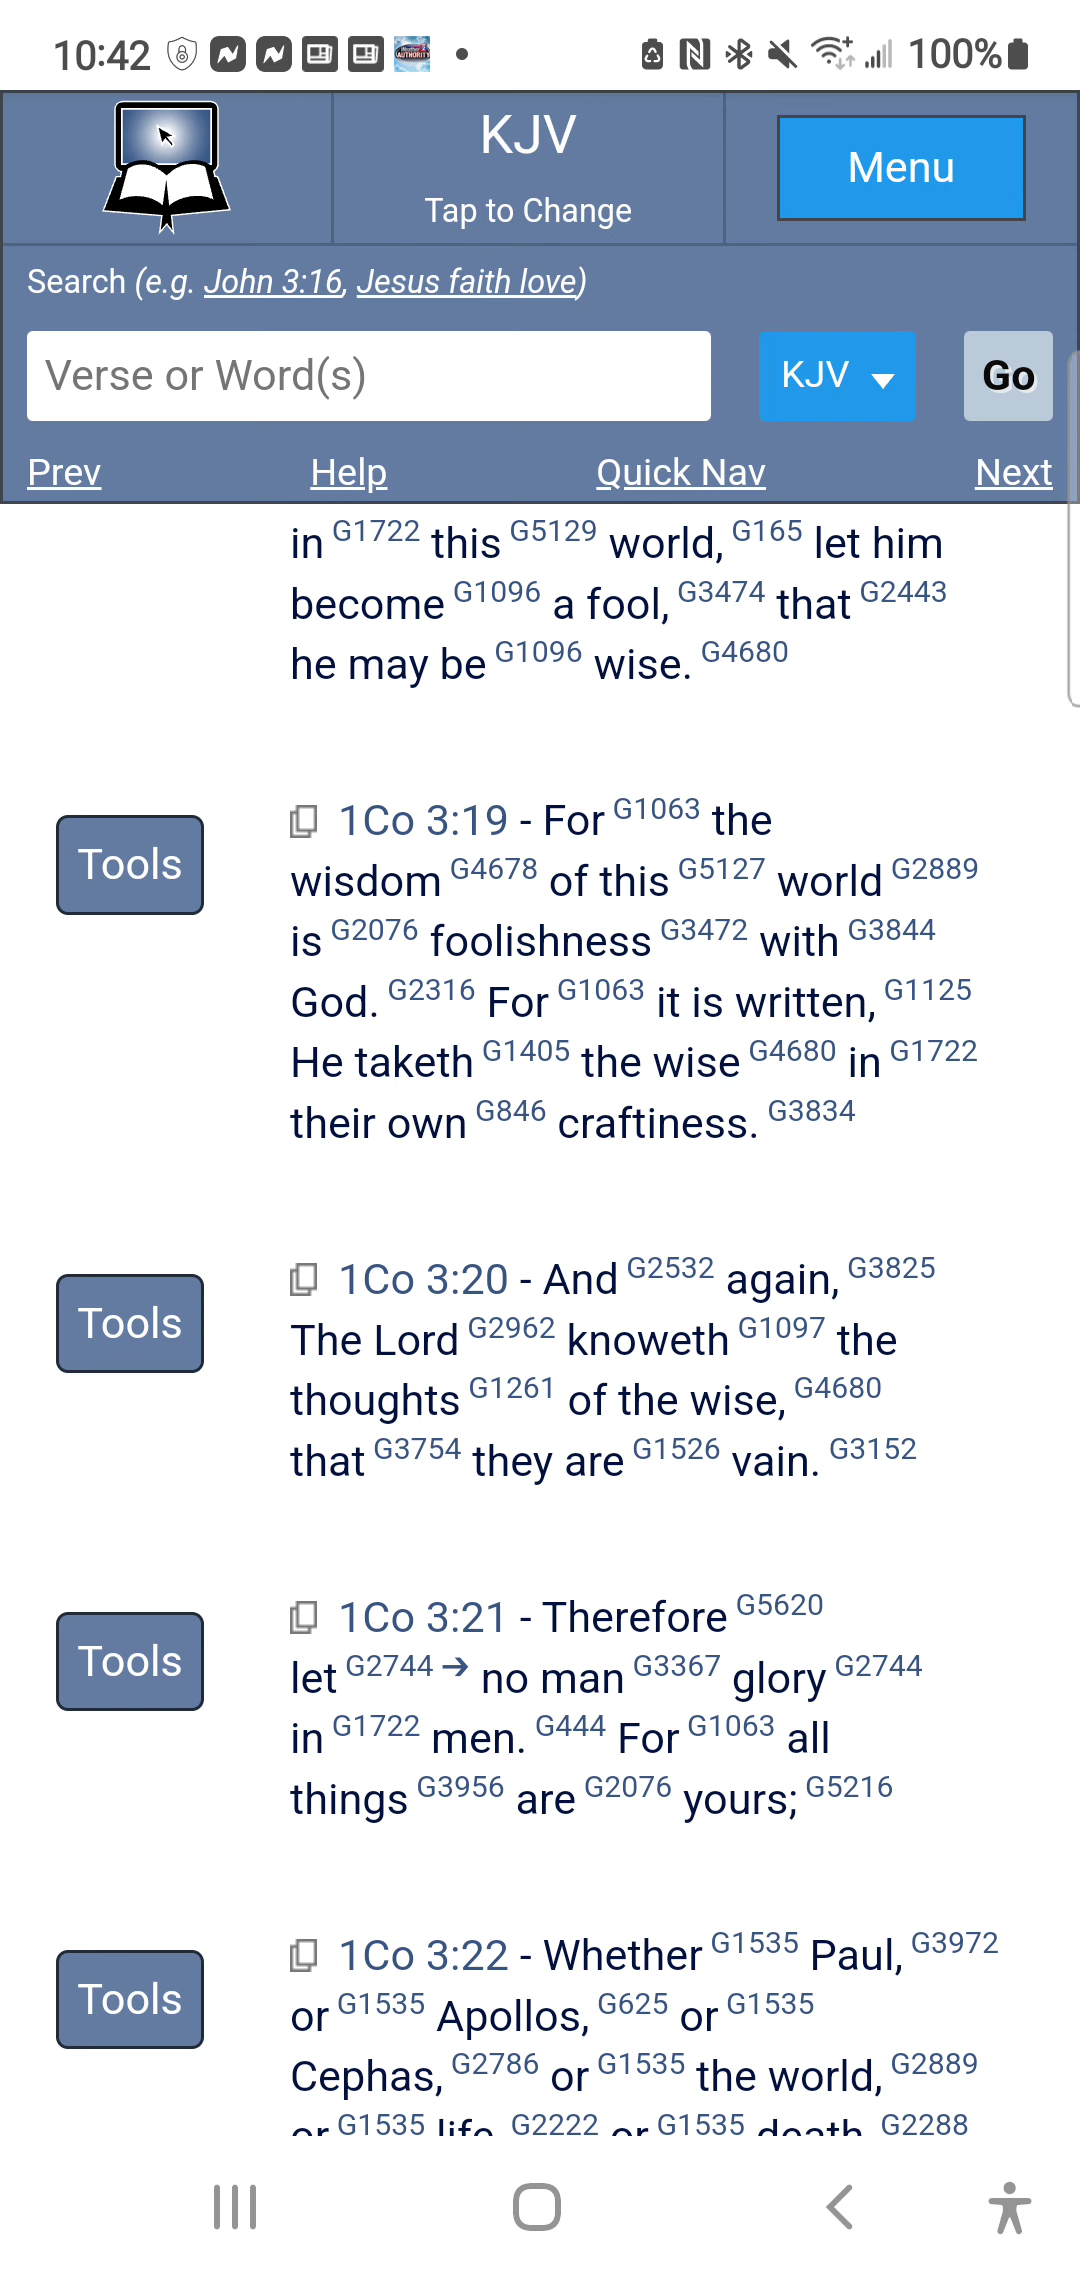 10:42
100%
KJV
Tap to Change
Menu
Search (e.g. John 3:16, Jesus faith love)
Verse or Word(s)
KJV
Go
Prev Help Quick Nav Next
in G1722 this G5129 world, G165 let him
become G1096 a fool, G3474 that G2443
he may be G1096 wise. G4680
Tools
1Co 3:19 - For G1063 the
wisdom G4678 of this G5127 world G2889
is G2076 foolishness G3472 with G3844
God. G2316 For G1063 it is written, G1125
He taketh G1405 the wise G4680 in G1722
their own G846 craftiness. G3834
Tools
1Co 3:20 - And G2532 again, G3825
The Lord G2962 knoweth G1097 the
thoughts G1261 of the wise, G4680
that G3754 they are G1526 vain. G3152
Tools
1Co 3:21 - Therefore G5620
let G2744 → no man G3367 glory G2744
in G1722 men. G444 For G1063 all
things G3956 are G2076 yours; G5216
Tools
1Co 3:22 - Whether G1535 Paul, G3972
or G1535 Apollos, G625 or G1535
Cephas, G2786 or G1535 the world, G2889
or G1535 life, G2222 or G1535 death, G2288